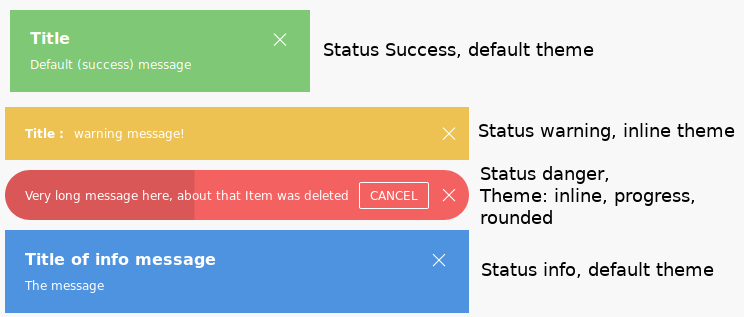 Title
Default (success) message
Status Success, default theme
Title : warning message!
Status warning, inline theme
Very long message here, about that Item was deleted CANCEL
Status danger,
Theme: inline, progress,
rounded
Title of info message
The message
Status info, default theme